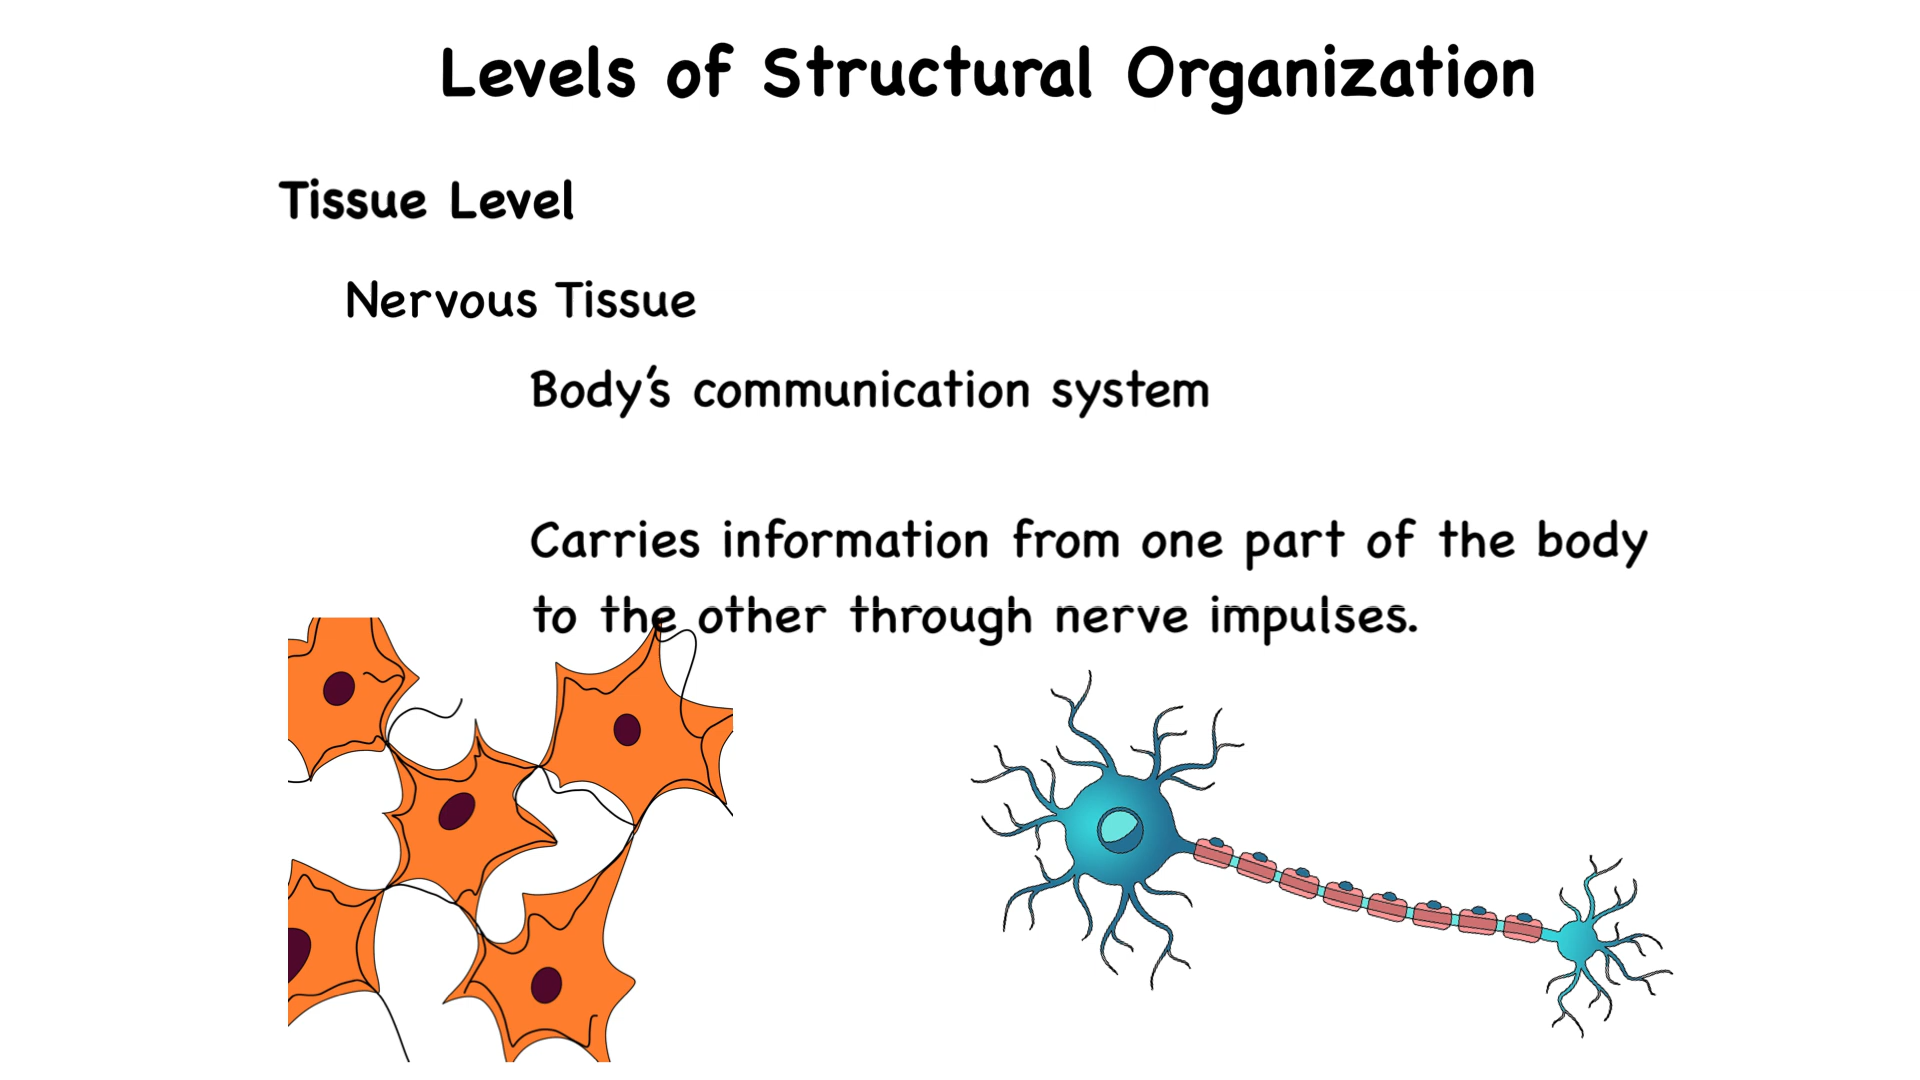 Levels of Structural Organization
Tissue Level
Nervous Tissue
Body's communication system
Carries information from one part of the body
to the other through nerve impulses.